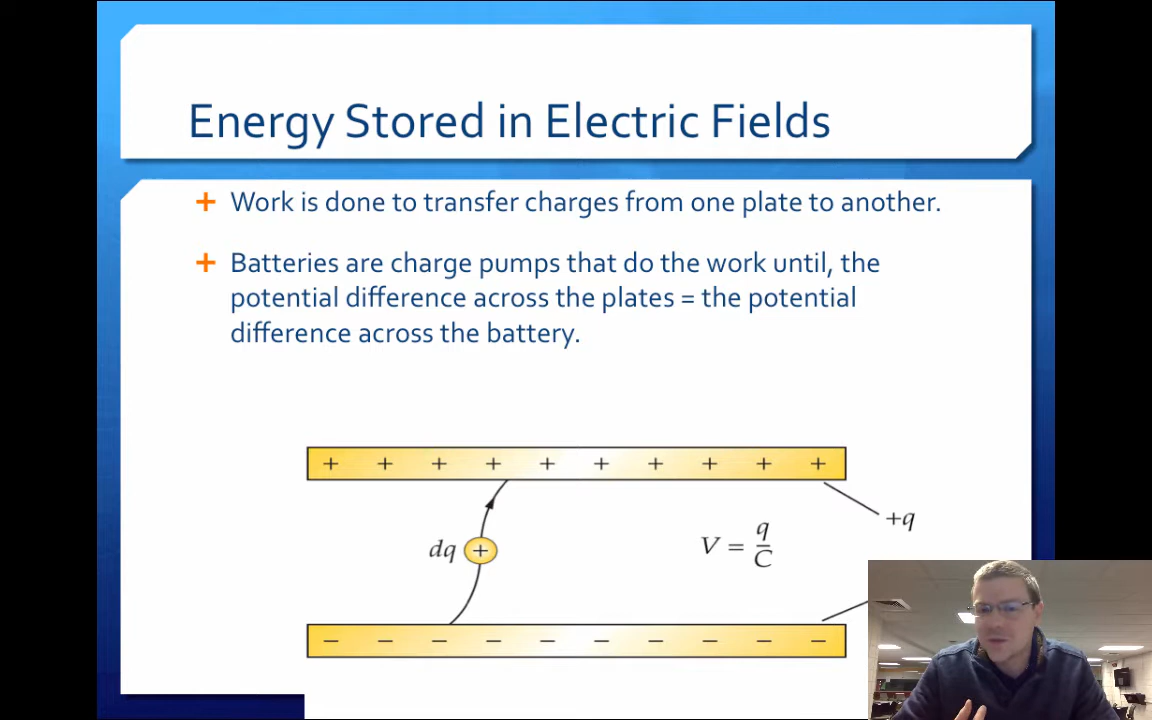 Energy Stored in Electric Fields
+ Work is done to transfer charges from one plate to another.
+ Batteries are charge pumps that do the work until, the
potential difference across the plates = the potential
difference across the battery.
+ + + + + + + + + +
+q
dq +
V = q/C
− − − − − − − − − −